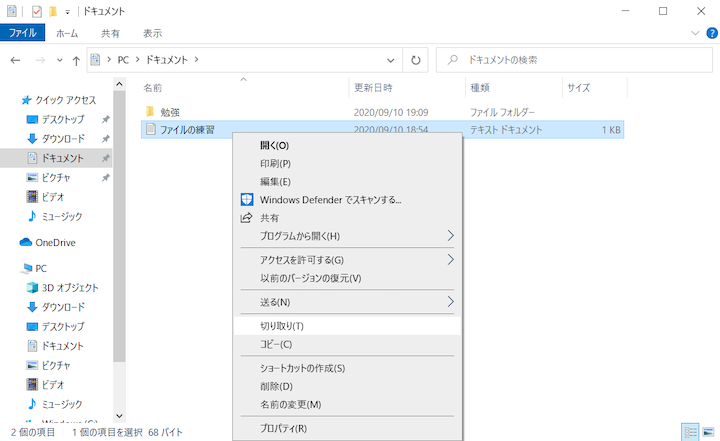 ドキュメント
ファイル ホーム 共有 表示
PC ドキュメント ドキュメントの検索
名前 更新日時 種類 サイズ
クイック アクセス
デスクトップ
ダウンロード
ドキュメント
ピクチャ
ビデオ
ミュージック
OneDrive
PC
3D オブジェクト
ダウンロード
デスクトップ
ドキュメント
ピクチャ
ビデオ
ミュージック
勉強 2020/09/10 19:09 ファイル フォルダー
ファイルの練習 2020/09/10 18:54 テキスト ドキュメント 1 KB
開く(O)
印刷(P)
編集(E)
Windows Defender でスキャンする...
共有
プログラムから開く(H)
アクセスを許可する(G)
以前のバージョンの復元(V)
送る(N)
切り取り(T)
コピー(C)
ショートカットの作成(S)
削除(D)
名前の変更(M)
プロパティ(R)
2 個の項目 1 個の項目を選択 68 バイト